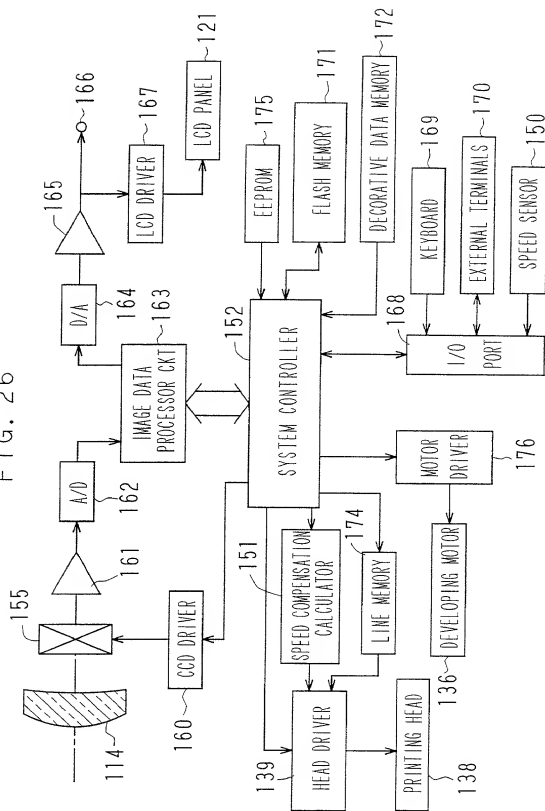 FIG. 26
114
155
161
A/D
162
IMAGE DATA
PROCESSOR CKT
163
D/A
164
165
166
LCD DRIVER
167
LCD PANEL
121
CCD DRIVER
160
SYSTEM CONTROLLER
152
EEPROM
175
FLASH MEMORY
171
DECORATIVE DATA MEMORY
172
I/O
PORT
168
KEYBOARD
169
EXTERNAL TERMINALS
170
SPEED SENSOR
150
HEAD DRIVER
139
SPEED COMPENSATION
CALCULATOR
151
LINE MEMORY
174
MOTOR
DRIVER
176
DEVELOPING MOTOR
136
PRINTING HEAD
138